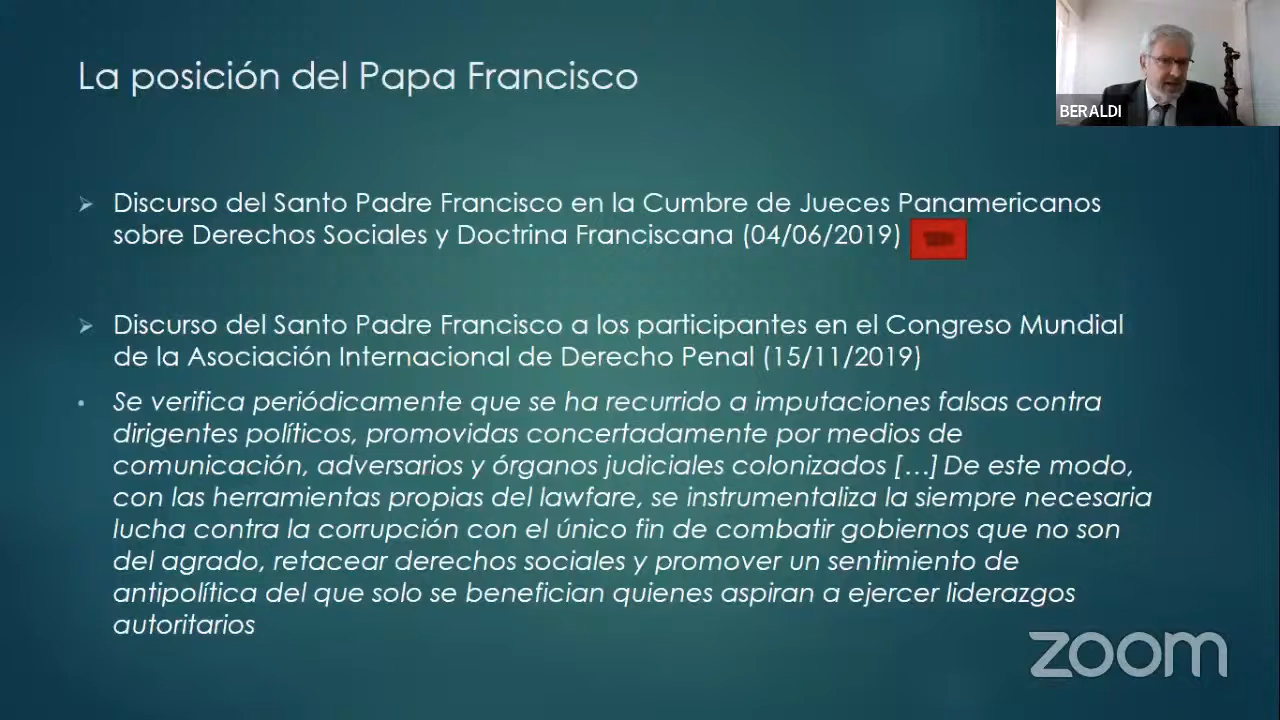 La posición del Papa Francisco
BERALDI
Discurso del Santo Padre Francisco en la Cumbre de Jueces Panamericanos
sobre Derechos Sociales y Doctrina Franciscana (04/06/2019)
Discurso del Santo Padre Francisco a los participantes en el Congreso Mundial
de la Asociación Internacional de Derecho Penal (15/11/2019)
Se verifica periódicamente que se ha recurrido a imputaciones falsas contra
dirigentes políticos, promovidas concertadamente por medios de
comunicación, adversarios y órganos judiciales colonizados [...] De este modo,
con las herramientas propias del lawfare, se instrumentaliza la siempre necesaria
lucha contra la corrupción con el único fin de combatir gobiernos que no son
del agrado, retacear derechos sociales y promover un sentimiento de
antipolítica del que solo se benefician quienes aspiran a ejercer liderazgos
autoritarios
zoom